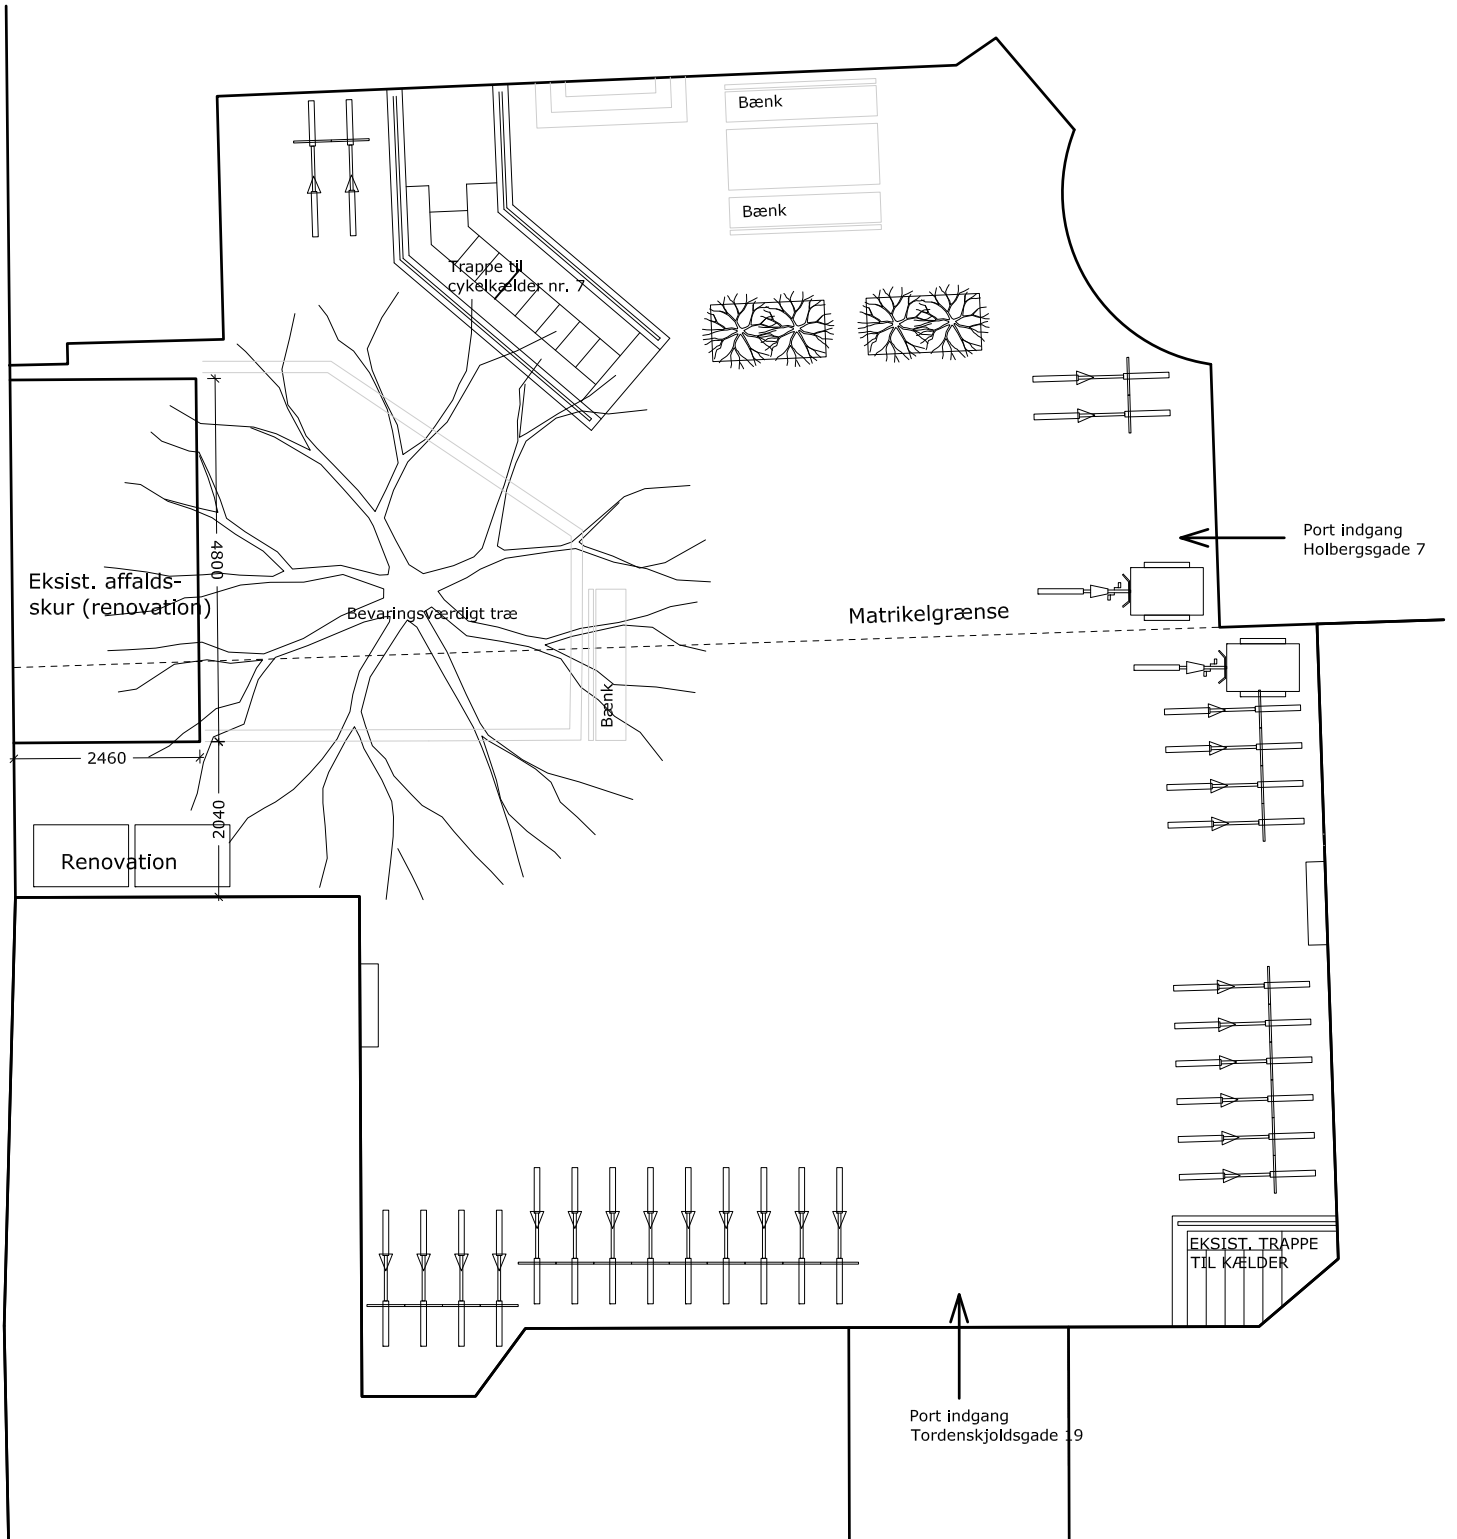 Bænk
Bænk
Trappe til
cykelkælder nr. 7
Port indgang
Holbergsgade 7
4800
Eksist. affalds-
skur (renovation)
Bevaringsværdigt træ
Matrikelgrænse
Bænk
2460
2040
Renovation
EKSIST. TRAPPE
TIL KÆLDER
Port indgang
Tordenskjoldsgade 19